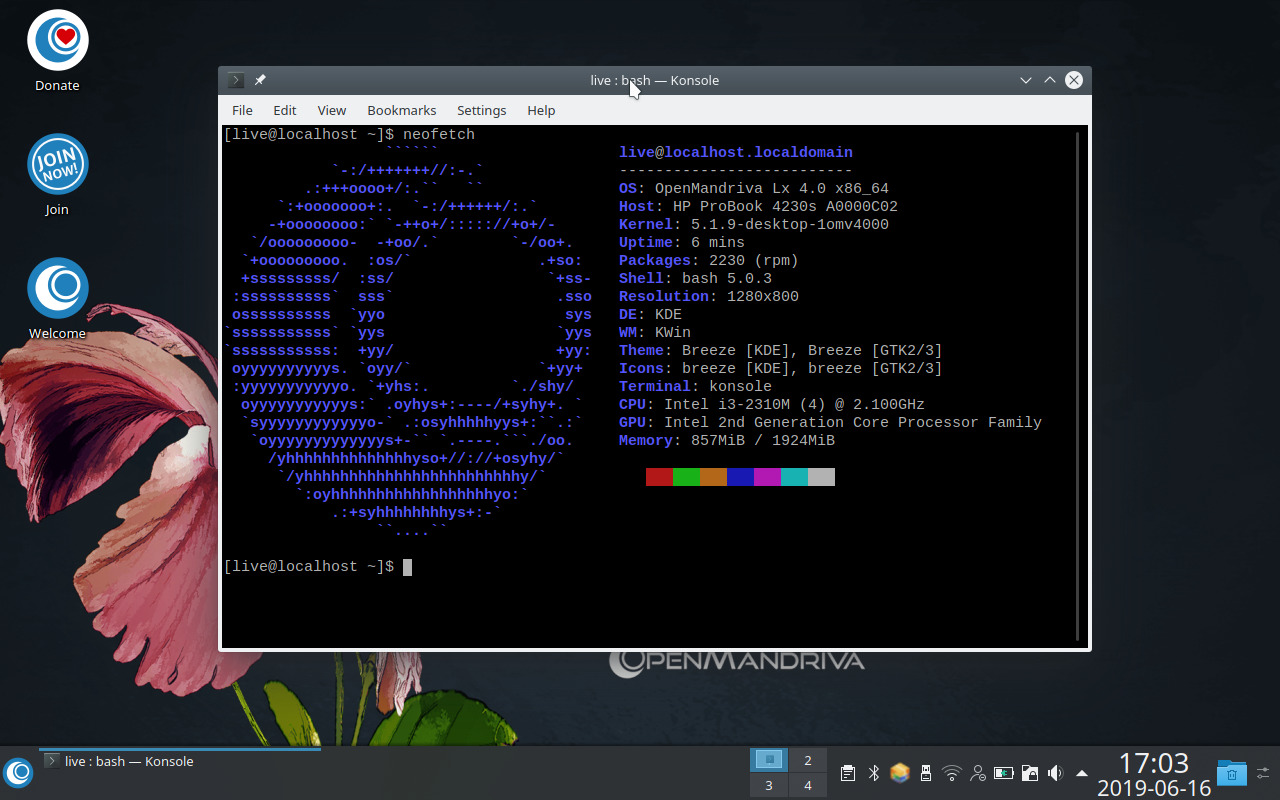 Donate
JOIN
NOW!
Join
Welcome
live : bash — Konsole
File Edit View Bookmarks Settings Help
[live@localhost ~]$ neofetch
live@localhost.localdomain
--------------------------
OS: OpenMandriva Lx 4.0 x86_64
Host: HP ProBook 4230s A0000C02
Kernel: 5.1.9-desktop-1omv4000
Uptime: 6 mins
Packages: 2230 (rpm)
Shell: bash 5.0.3
Resolution: 1280x800
DE: KDE
WM: KWin
Theme: Breeze [KDE], Breeze [GTK2/3]
Icons: breeze [KDE], breeze [GTK2/3]
Terminal: konsole
CPU: Intel i3-2310M (4) @ 2.100GHz
GPU: Intel 2nd Generation Core Processor Family
Memory: 857MiB / 1924MiB
[live@localhost ~]$
OPENMANDRIVA
live : bash — Konsole
2
3 4
17:03
2019-06-16